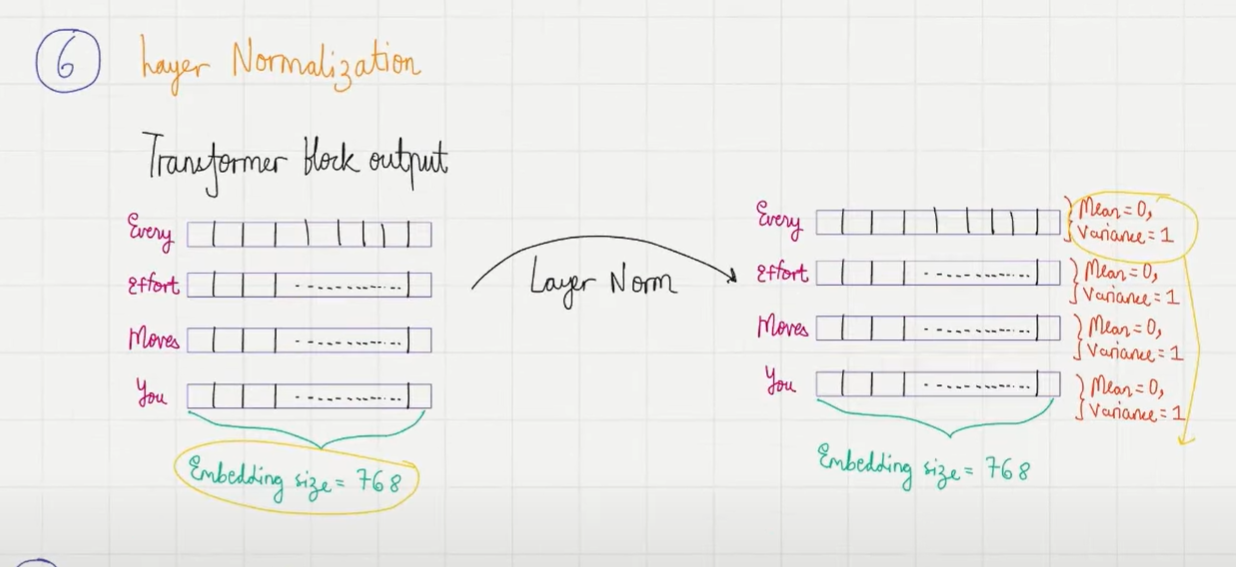 6 Layer Normalization
Transformer block output
Every
Effort
Moves
You
Embedding size = 768
Layer Norm
Every
Mean = 0,
Variance = 1
Effort
Mean = 0,
Variance = 1
Moves
Mean = 0,
Variance = 1
You
Mean = 0,
Variance = 1
Embedding size = 768